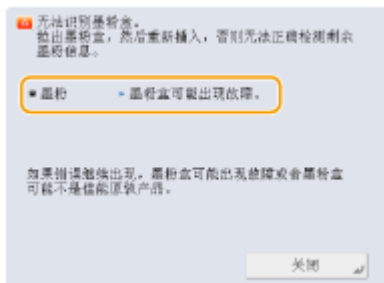 无法识别墨粉盒。
拉出墨粉盒，然后重新插入，否则无法正确检测剩余
墨粉信息。
墨粉 墨粉盒可能出现故障。
如果错误继续出现，墨粉盒可能出现故障或者墨粉盒
可能不是佳能原装产品。
关闭